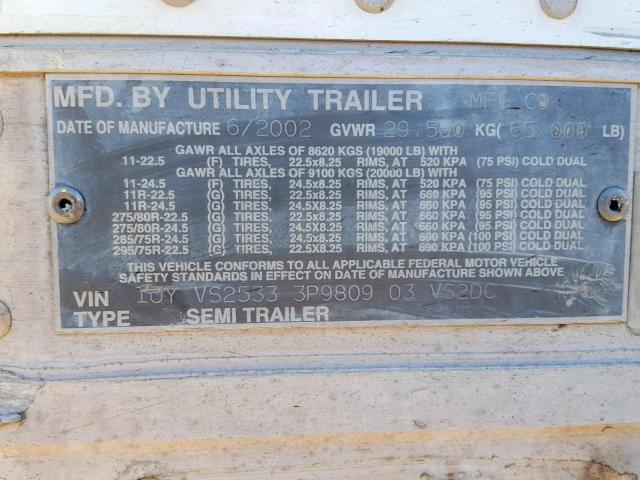 MFD. BY UTILITY TRAILER MFG CO
DATE OF MANUFACTURE 6/2002 GVWR 29,500 KG( 65,000 LB)
GAWR ALL AXLES OF 8620 KGS (19000 LB) WITH
11-22.5 (F) TIRES, 22.5x8.25 RIMS, AT 520 KPA (75 PSI) COLD DUAL
GAWR ALL AXLES OF 9100 KGS (20000 LB) WITH
11-24.5 (F) TIRES, 24.5x8.25 RIMS, AT 520 KPA (75 PSI) COLD DUAL
11R-22.5 (G) TIRES, 22.5x8.25 RIMS, AT 660 KPA (95 PSI) COLD DUAL
11R-24.5 (G) TIRES, 24.5x8.25 RIMS, AT 660 KPA (95 PSI) COLD DUAL
275/80R-22.5 (G) TIRES, 22.5x8.25 RIMS, AT 660 KPA (95 PSI) COLD DUAL
275/80R-24.5 (G) TIRES, 24.5x8.25 RIMS, AT 660 KPA (95 PSI) COLD DUAL
285/75R-24.5 (G) TIRES, 24.5x8.25 RIMS, AT 690 KPA (100 PSI) COLD DUAL
295/75R-22.5 (G) TIRES, 22.5x8.25 RIMS, AT 690 KPA (100 PSI) COLD DUAL
THIS VEHICLE CONFORMS TO ALL APPLICABLE FEDERAL MOTOR VEHICLE
SAFETY STANDARDS IN EFFECT ON DATE OF MANUFACTURE SHOWN ABOVE
VIN 1UY VS2533 3P9809 03 VS2DC
TYPE SEMI TRAILER